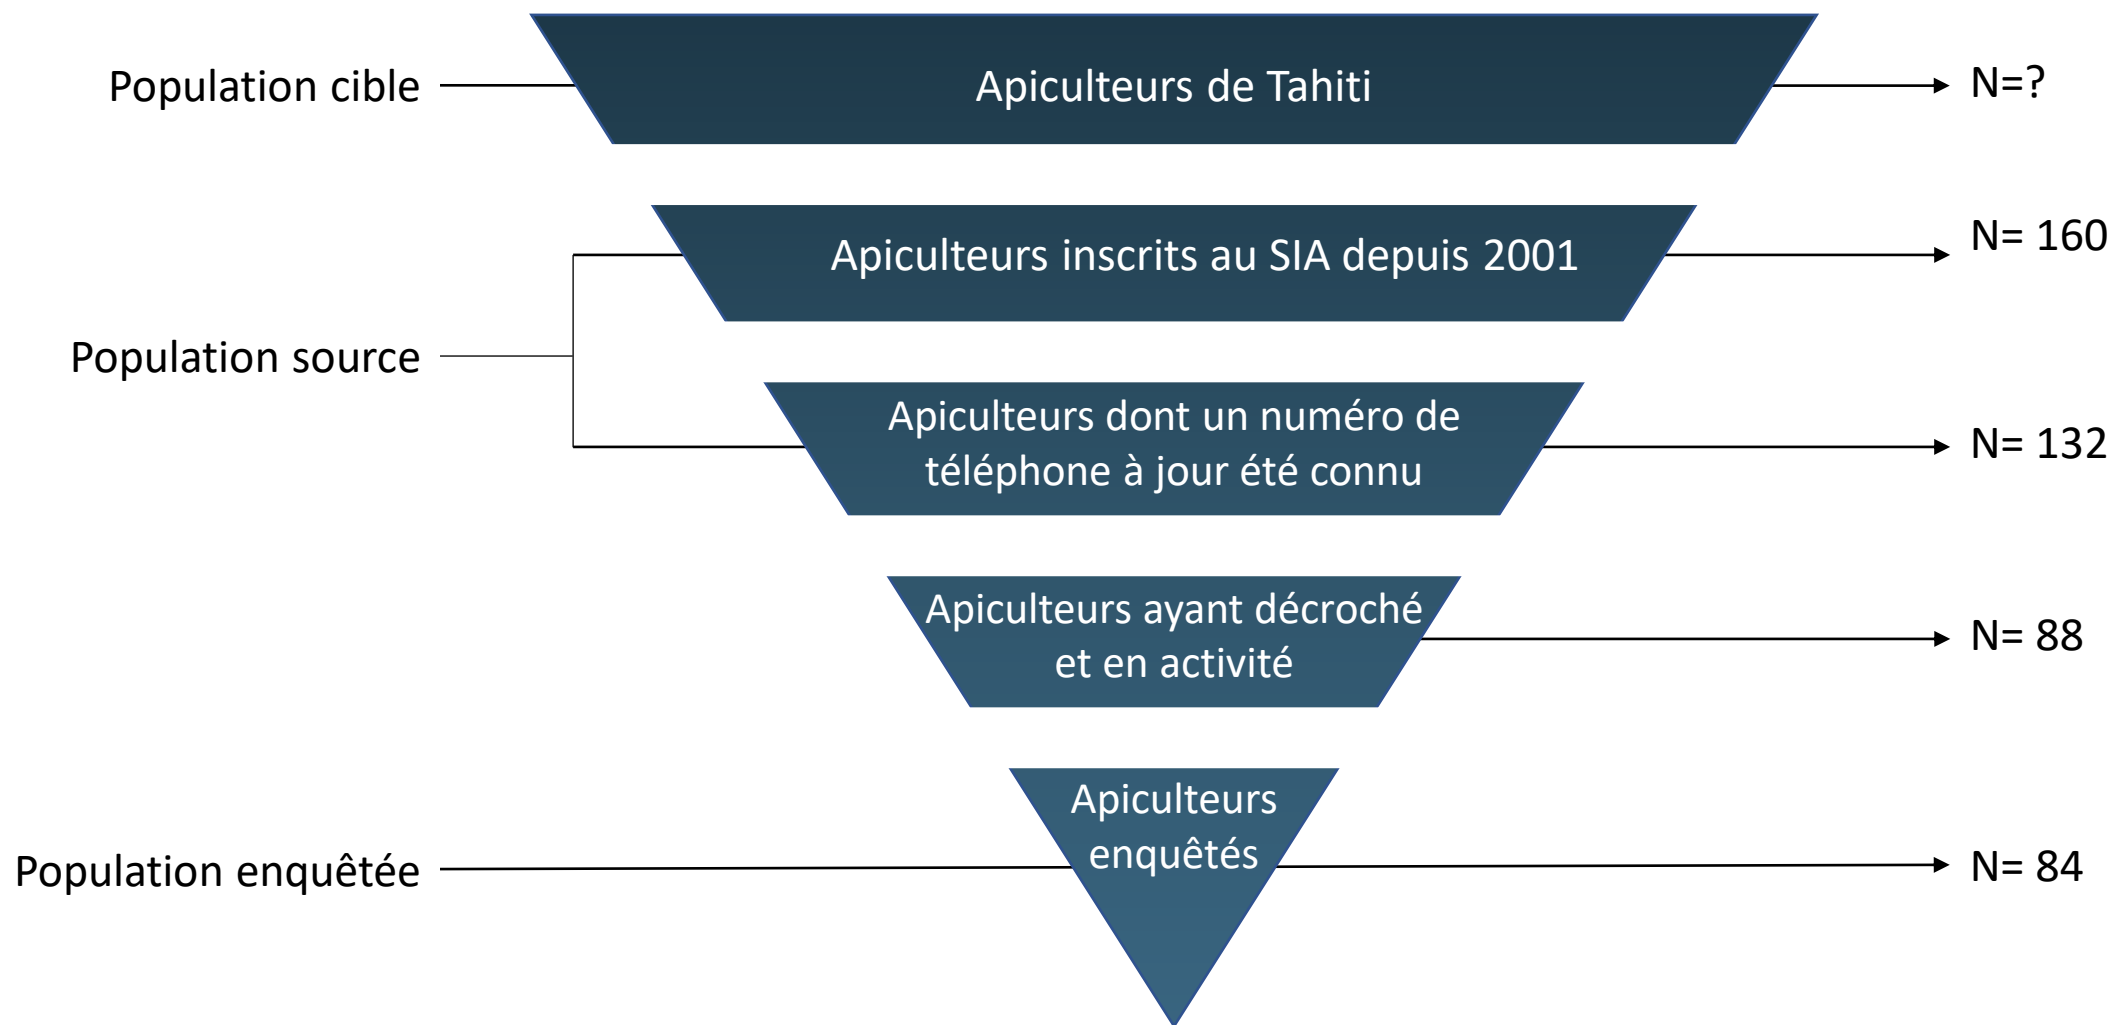 Population cible
Apiculteurs de Tahiti
N=?
Apiculteurs inscrits au SIA depuis 2001
N= 160
Population source
Apiculteurs dont un numéro de
téléphone à jour été connu
N= 132
Apiculteurs ayant décroché
et en activité
N= 88
Population enquêtée
Apiculteurs
enquêtés
N= 84